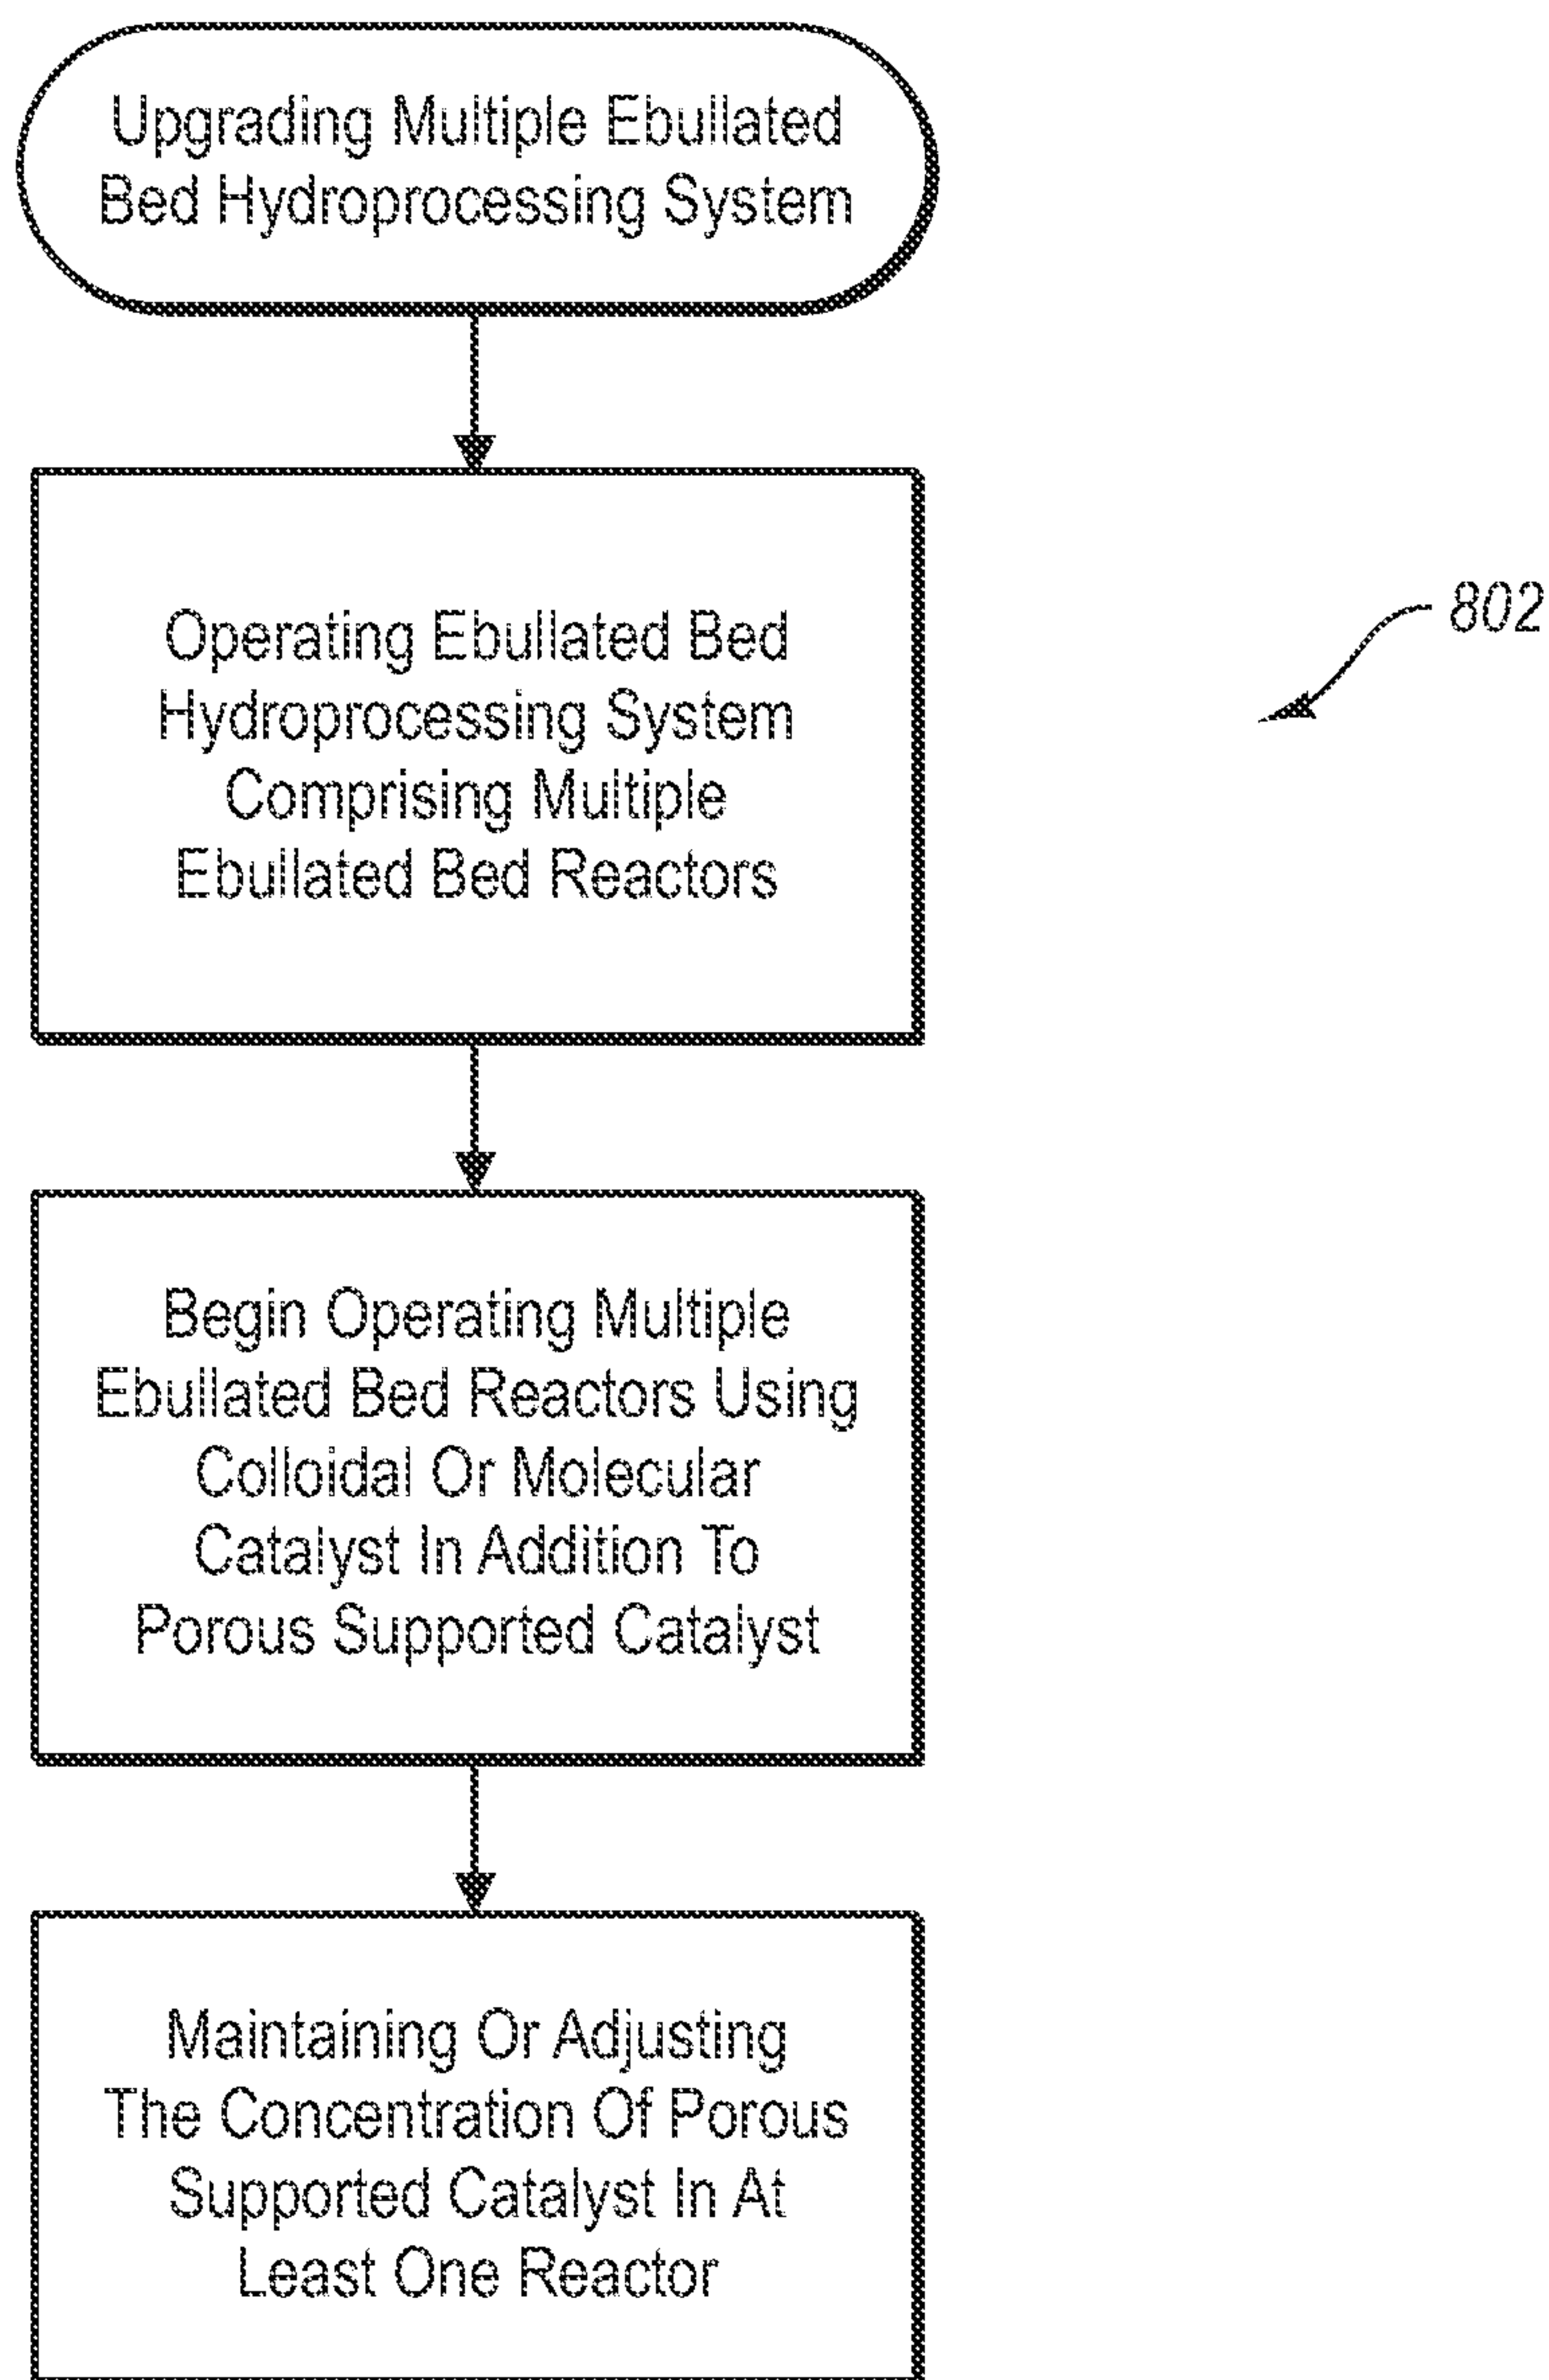 Upgrading Multiple Ebullated
Bed Hydroprocessing System
Operating Ebullated Bed
Hydroprocessing System
Comprising Multiple
Ebullated Bed Reactors
802
Begin Operating Multiple
Ebullated Bed Reactors Using
Colloidal Or Molecular
Catalyst In Addition To
Porous Supported Catalyst
Maintaining Or Adjusting
The Concentration Of Porous
Supported Catalyst In At
Least One Reactor